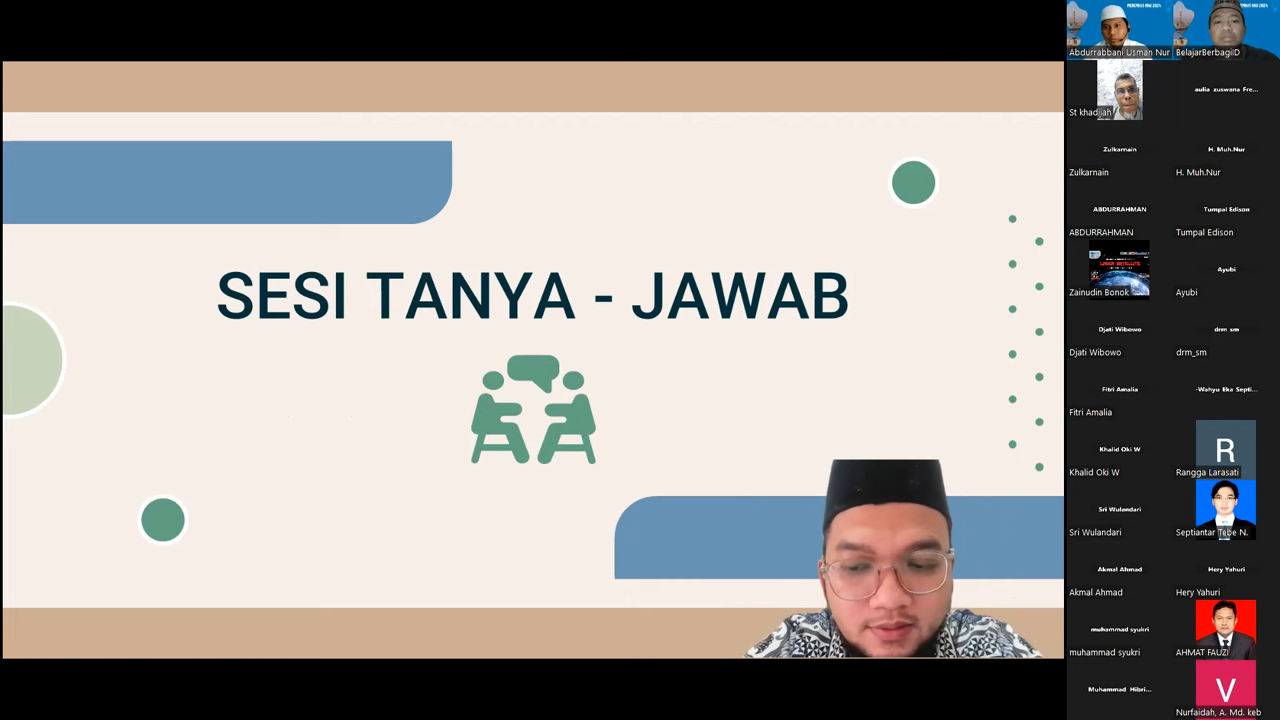 SESI TANYA - JAWAB
Abdurrabbani Usman Nur
BelajarBerbagiID
St khadijah
aulia zuswana Fre...
Zulkarnain
Zulkarnain
H. Muh.Nur
H. Muh.Nur
ABDURRAHMAN
ABDURRAHMAN
Tumpal Edison
Tumpal Edison
Zainudin Bonok
Ayubi
Ayubi
Djati Wibowo
Djati Wibowo
drm sm
drm_sm
Fitri Amalia
Fitri Amalia
-Wahyu Eka Septi...
Khalid Oki W
Khalid Oki W
R
Rangga Larasati
Sri Wulandari
Sri Wulandari
Septiantar Tebe N.
Akmal Ahmad
Akmal Ahmad
Hery Yahuri
Hery Yahuri
muhammad syukri
muhammad syukri
AHMAT FAUZI
Muhammad Hibri...
V
Nurfaidah, A. Md. keb